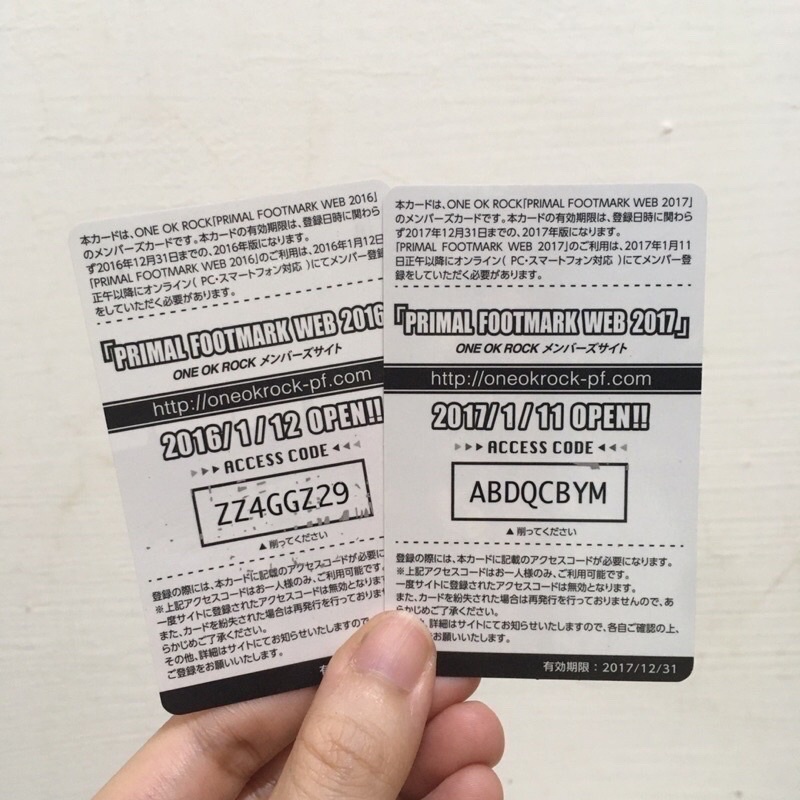 本カードは、ONE OK ROCK「PRIMAL FOOTMARK WEB 2016」
のメンバーズカードです。本カードの有効期限は、登録日時に関わら
ず2016年12月31日までの、2016年版になります。
「PRIMAL FOOTMARK WEB 2016」のご利用は、2016年1月12日
正午以降にオンライン( PC・スマートフォン対応 )にてメンバー登録
をしていただく必要があります。
「PRIMAL FOOTMARK WEB 2016
ONE OK ROCK メンバーズサイト
http://oneokrock-pf.com
2016/1/12 OPEN!!
ACCESS CODE
ZZ4GGZ29
▲削ってください
登録の際には、本カードに記載のアクセスコードが必要に
※上記アクセスコードはお一人様のみ、ご利用可能です。
一度サイトに登録されたアクセスコードは無効となります
また、カードを紛失された場合は再発行を行っておりま
らかじめご了承ください。
その他、詳細はサイトにてお知らせいたしますので
ご登録をお願いいたします。
本カードは、ONE OK ROCK「PRIMAL FOOTMARK WEB 2017」
のメンバーズカードです。本カードの有効期限は、登録日時に関わら
ず2017年12月31日までの、2017年版になります。
「PRIMAL FOOTMARK WEB 2017」のご利用は、2017年1月11日
正午以降にオンライン( PC・スマートフォン対応 )にてメンバー登
録をしていただく必要があります。
「PRIMAL FOOTMARK WEB 2017」
ONE OK ROCK メンバーズサイト
http://oneokrock-pf.com
2017/1/11 OPEN!!
ACCESS CODE
ABDQCBYM
▲削ってください
登録の際には、本カードに記載のアクセスコードが必要になります。
※上記アクセスコードはお一人様のみ、ご利用可能です。
一度サイトに登録されたアクセスコードは無効となります。
また、カードを紛失された場合は再発行を行っておりませんので、あ
らかじめご了承ください。
詳細はサイトにてお知らせいたしますので、各自ご確認の上、
お願いいたします。
有効期限：2017/12/31